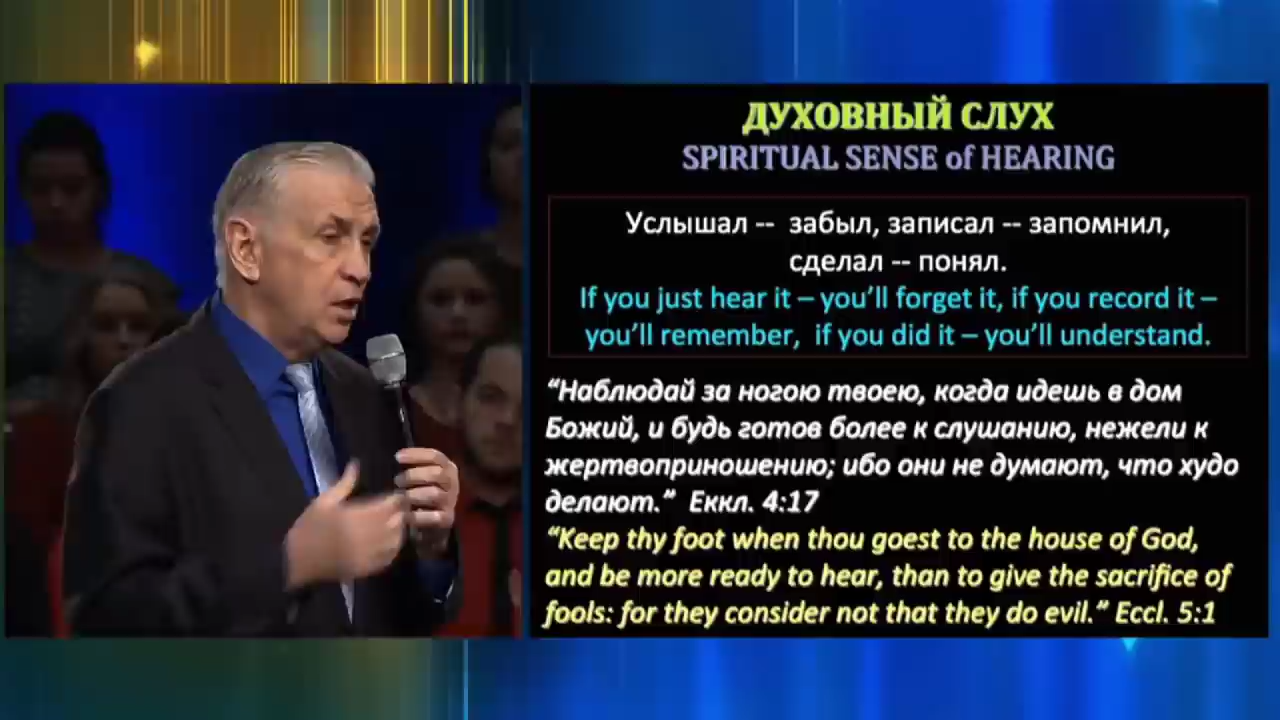 ДУХОВНЫЙ СЛУХ
SPIRITUAL SENSE of HEARING
Услышал -- забыл, записал -- запомнил,
сделал -- понял.
If you just hear it – you’ll forget it, if you record it –
you’ll remember, if you did it – you’ll understand.
“Наблюдай за ногою твоею, когда идешь в дом
Божий, и будь готов более к слушанию, нежели к
жертвоприношению; ибо они не думают, что худо
делают.” Еккл. 4:17
“Keep thy foot when thou goest to the house of God,
and be more ready to hear, than to give the sacrifice of
fools: for they consider not that they do evil.” Eccl. 5:1